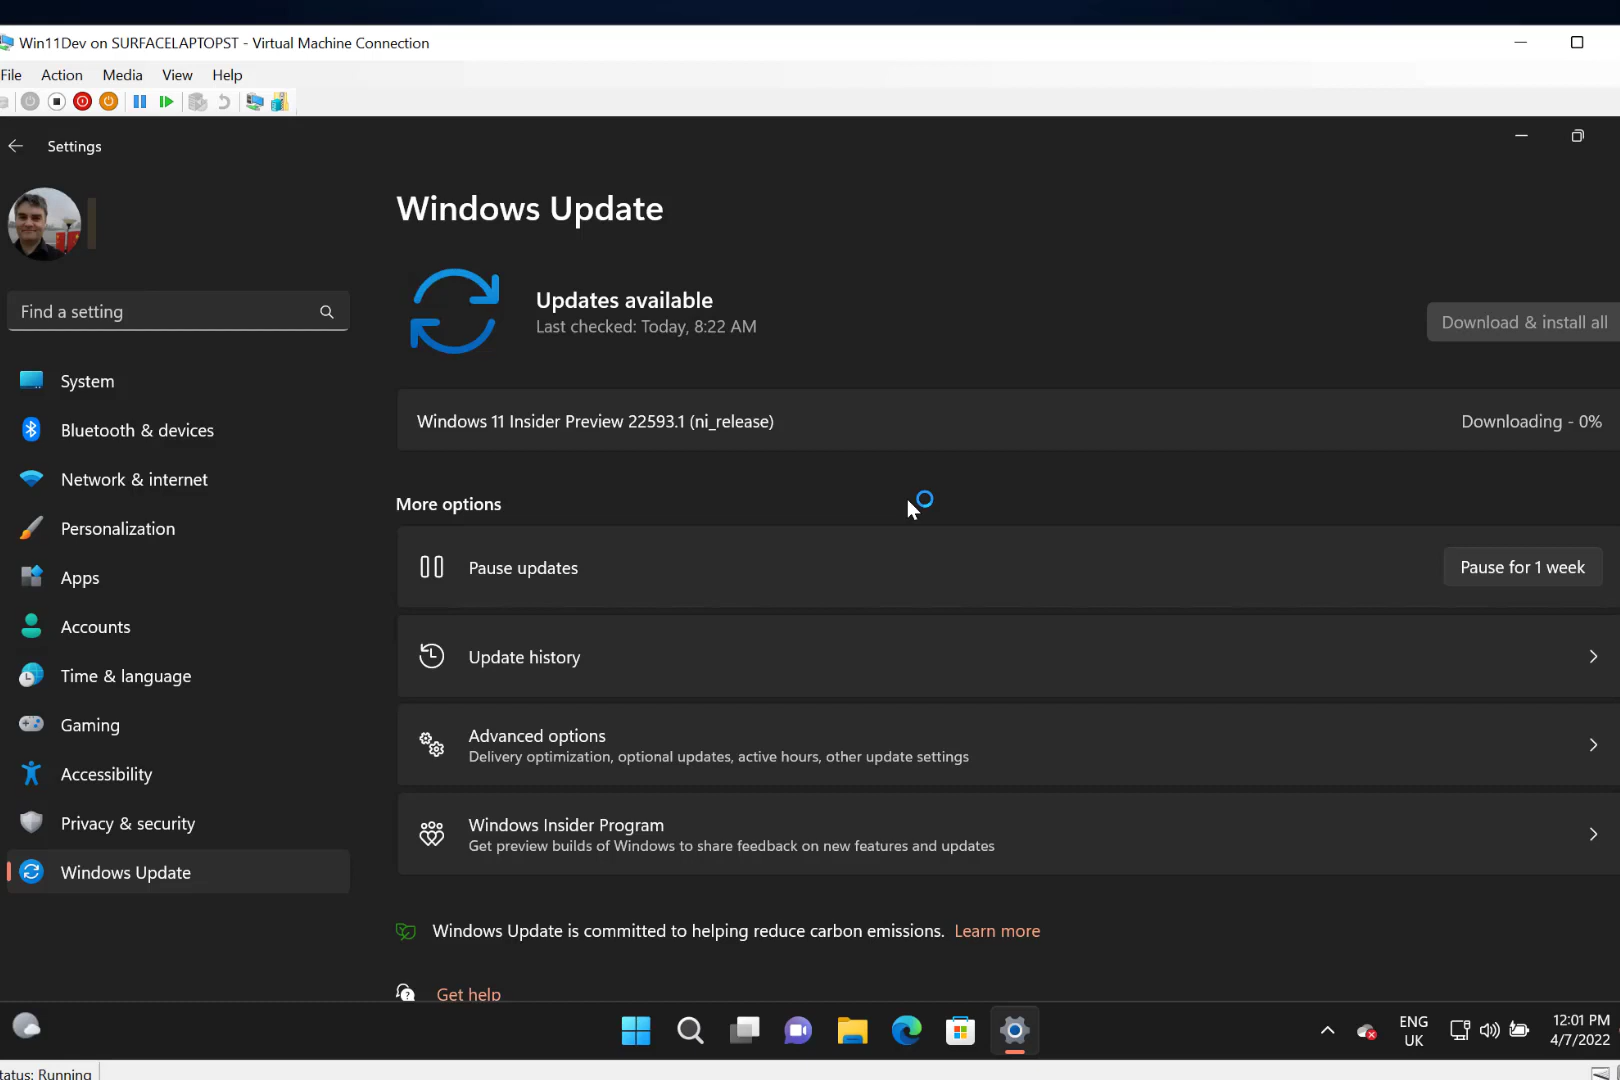 Win11Dev on SURFACELAPTOPST - Virtual Machine Connection
File Action Media View Help
Settings
Windows Update
Updates available
Last checked: Today, 8:22 AM
Download & install all
Find a setting
Windows 11 Insider Preview 22593.1 (ni_release)
Downloading - 0%
System
Bluetooth & devices
Network & internet
Personalization
Apps
Accounts
Time & language
Gaming
Accessibility
Privacy & security
Windows Update
More options
Pause updates
Pause for 1 week
Update history
Advanced options
Delivery optimization, optional updates, active hours, other update settings
Windows Insider Program
Get preview builds of Windows to share feedback on new features and updates
Windows Update is committed to helping reduce carbon emissions. Learn more
Get help
ENG
UK
12:01 PM
4/7/2022
tatus: Running